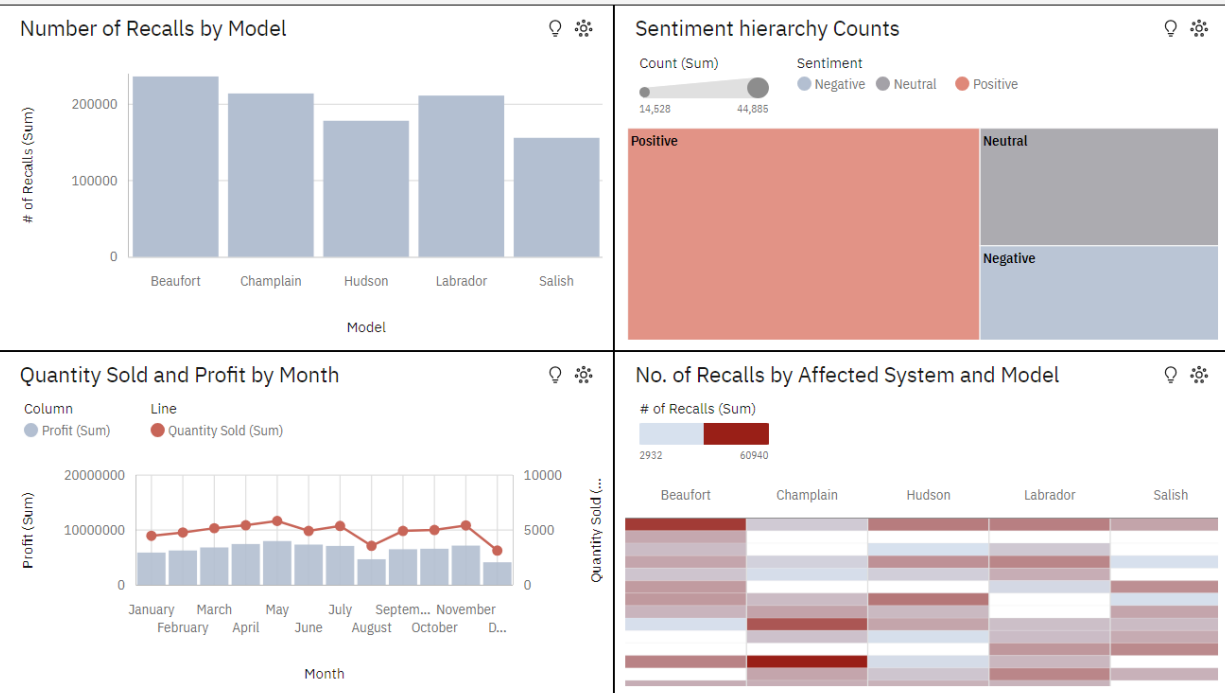 Number of Recalls by Model
# of Recalls (Sum)
200000
100000
0
Beaufort Champlain Hudson Labrador Salish
Model
Sentiment hierarchy Counts
Count (Sum)
14,528 44,885
Sentiment
Negative Neutral Positive
Positive
Neutral
Negative
Quantity Sold and Profit by Month
Column Line
Profit (Sum) Quantity Sold (Sum)
Profit (Sum)
20000000
10000000
0
10000
5000
0
Quantity Sold (...
January March May July Septem... November
February April June August October D...
Month
No. of Recalls by Affected System and Model
# of Recalls (Sum)
2932 60940
Beaufort Champlain Hudson Labrador Salish